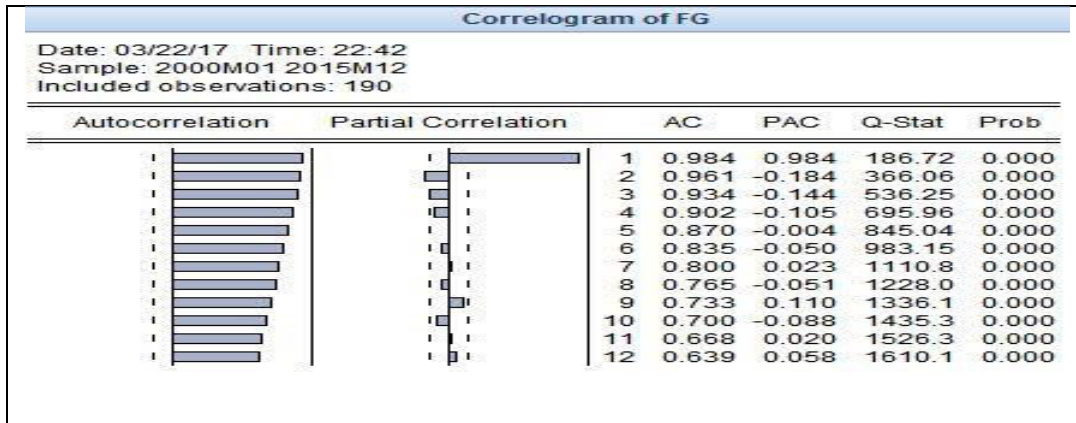 Correlogram of FG
Date: 03/22/17 Time: 22:42
Sample: 2000M01 2015M12
Included observations: 190
Autocorrelation Partial Correlation AC PAC Q-Stat Prob
1 0.984 0.984 186.72 0.000
2 0.961 -0.184 366.06 0.000
3 0.934 -0.144 536.25 0.000
4 0.902 -0.105 695.96 0.000
5 0.870 -0.004 845.04 0.000
6 0.835 -0.050 983.15 0.000
7 0.800 0.023 1110.8 0.000
8 0.765 -0.051 1228.0 0.000
9 0.733 0.110 1336.1 0.000
10 0.700 -0.088 1435.3 0.000
11 0.668 0.020 1526.3 0.000
12 0.639 0.058 1610.1 0.000